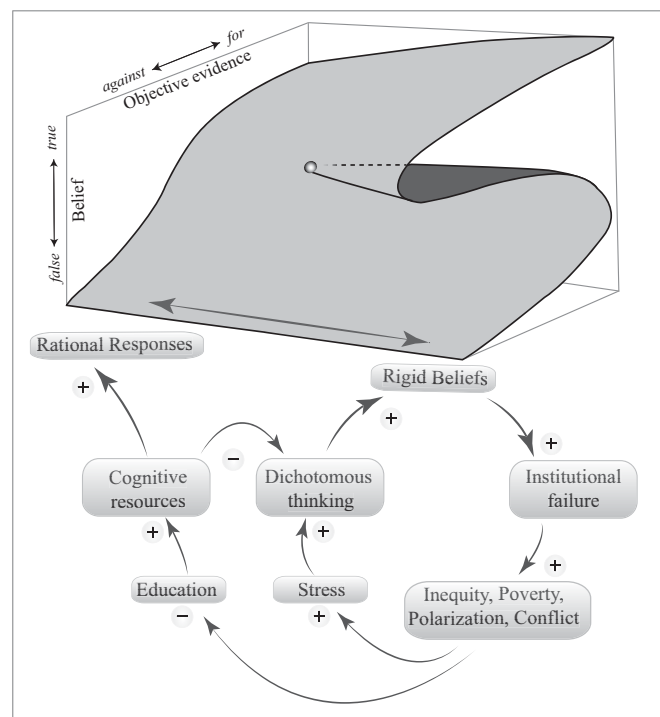 for
against
Objective evidence
true
Belief
false
Rational Responses
Rigid Beliefs
+
+
+
−
Cognitive
resources
Dichotomous
thinking
Institutional
failure
+
+
+
Education
Stress
Inequity, Poverty,
Polarization, Conflict
−
+